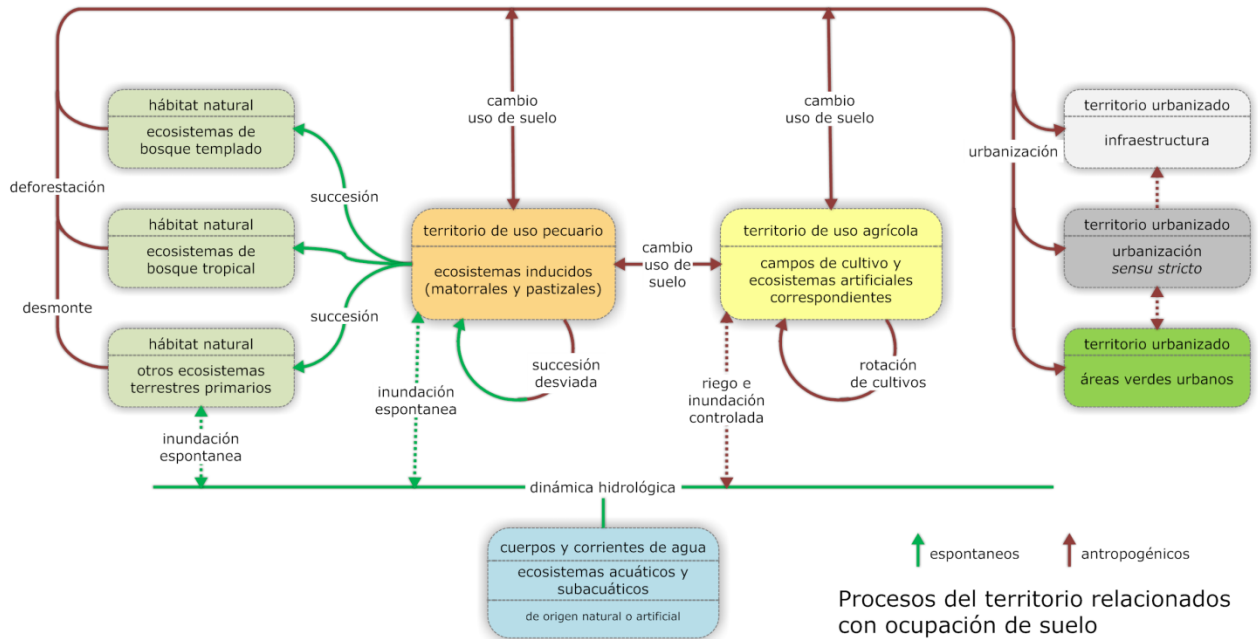 cambio
uso de suelo
cambio
uso de suelo
hábitat natural
ecosistemas de
bosque templado
deforestación
succesión
hábitat natural
ecosistemas de
bosque tropical
desmonte
succesión
hábitat natural
otros ecosistemas
terrestres primarios
inundación
espontanea
territorio de uso pecuario
ecosistemas inducidos
(matorrales y pastizales)
cambio
uso de
suelo
territorio de uso agrícola
campos de cultivo y
ecosistemas artificiales
correspondientes
inundación
espontanea
succesión
desviada
riego e
inundación
controlada
rotación
de cultivos
urbanización
territorio urbanizado
infraestructura
territorio urbanizado
urbanización
sensu stricto
territorio urbanizado
áreas verdes urbanos
dinámica hidrológica
cuerpos y corrientes de agua
ecosistemas acuáticos y
subacuáticos
de origen natural o artificial
espontaneos
antropogénicos
Procesos del territorio relacionados
con ocupación de suelo